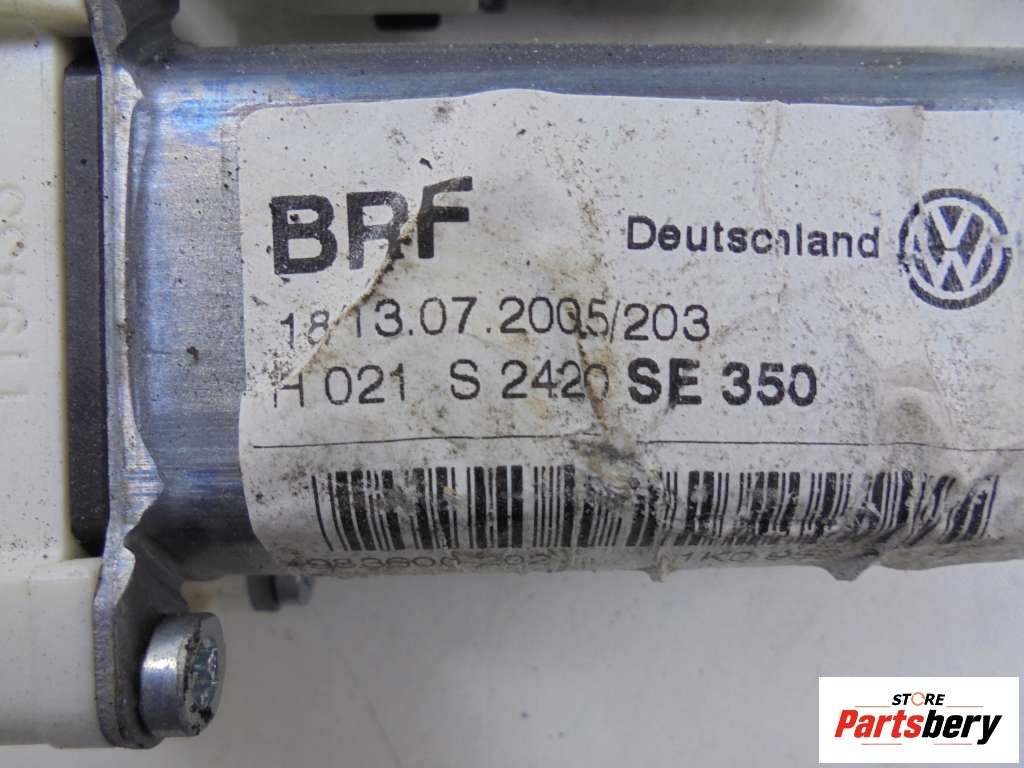 BRF
Deutschland
18 13.07.2005/203
H 021 S 2420 SE 350
STORE
Partsbery